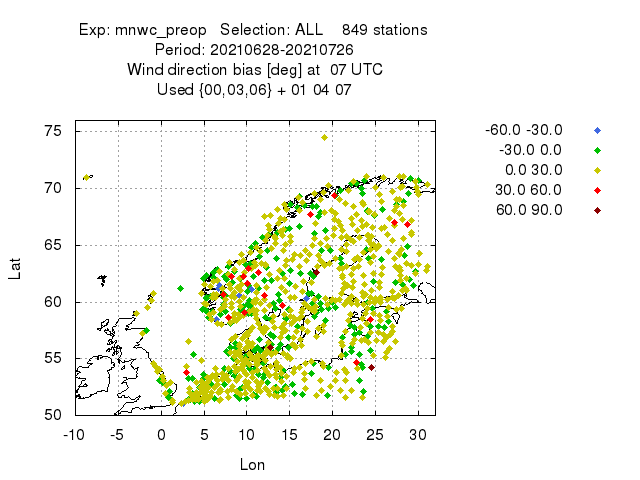 Exp: mnwc_preop   Selection: ALL    849 stations
Period: 20210628-20210726
Wind direction bias [deg] at  07 UTC
Used {00,03,06} + 01 04 07
-60.0 -30.0
-30.0 0.0
0.0 30.0
30.0 60.0
60.0 90.0
75
70
65
60
55
50
Lat
-10 -5 0 5 10 15 20 25 30
Lon